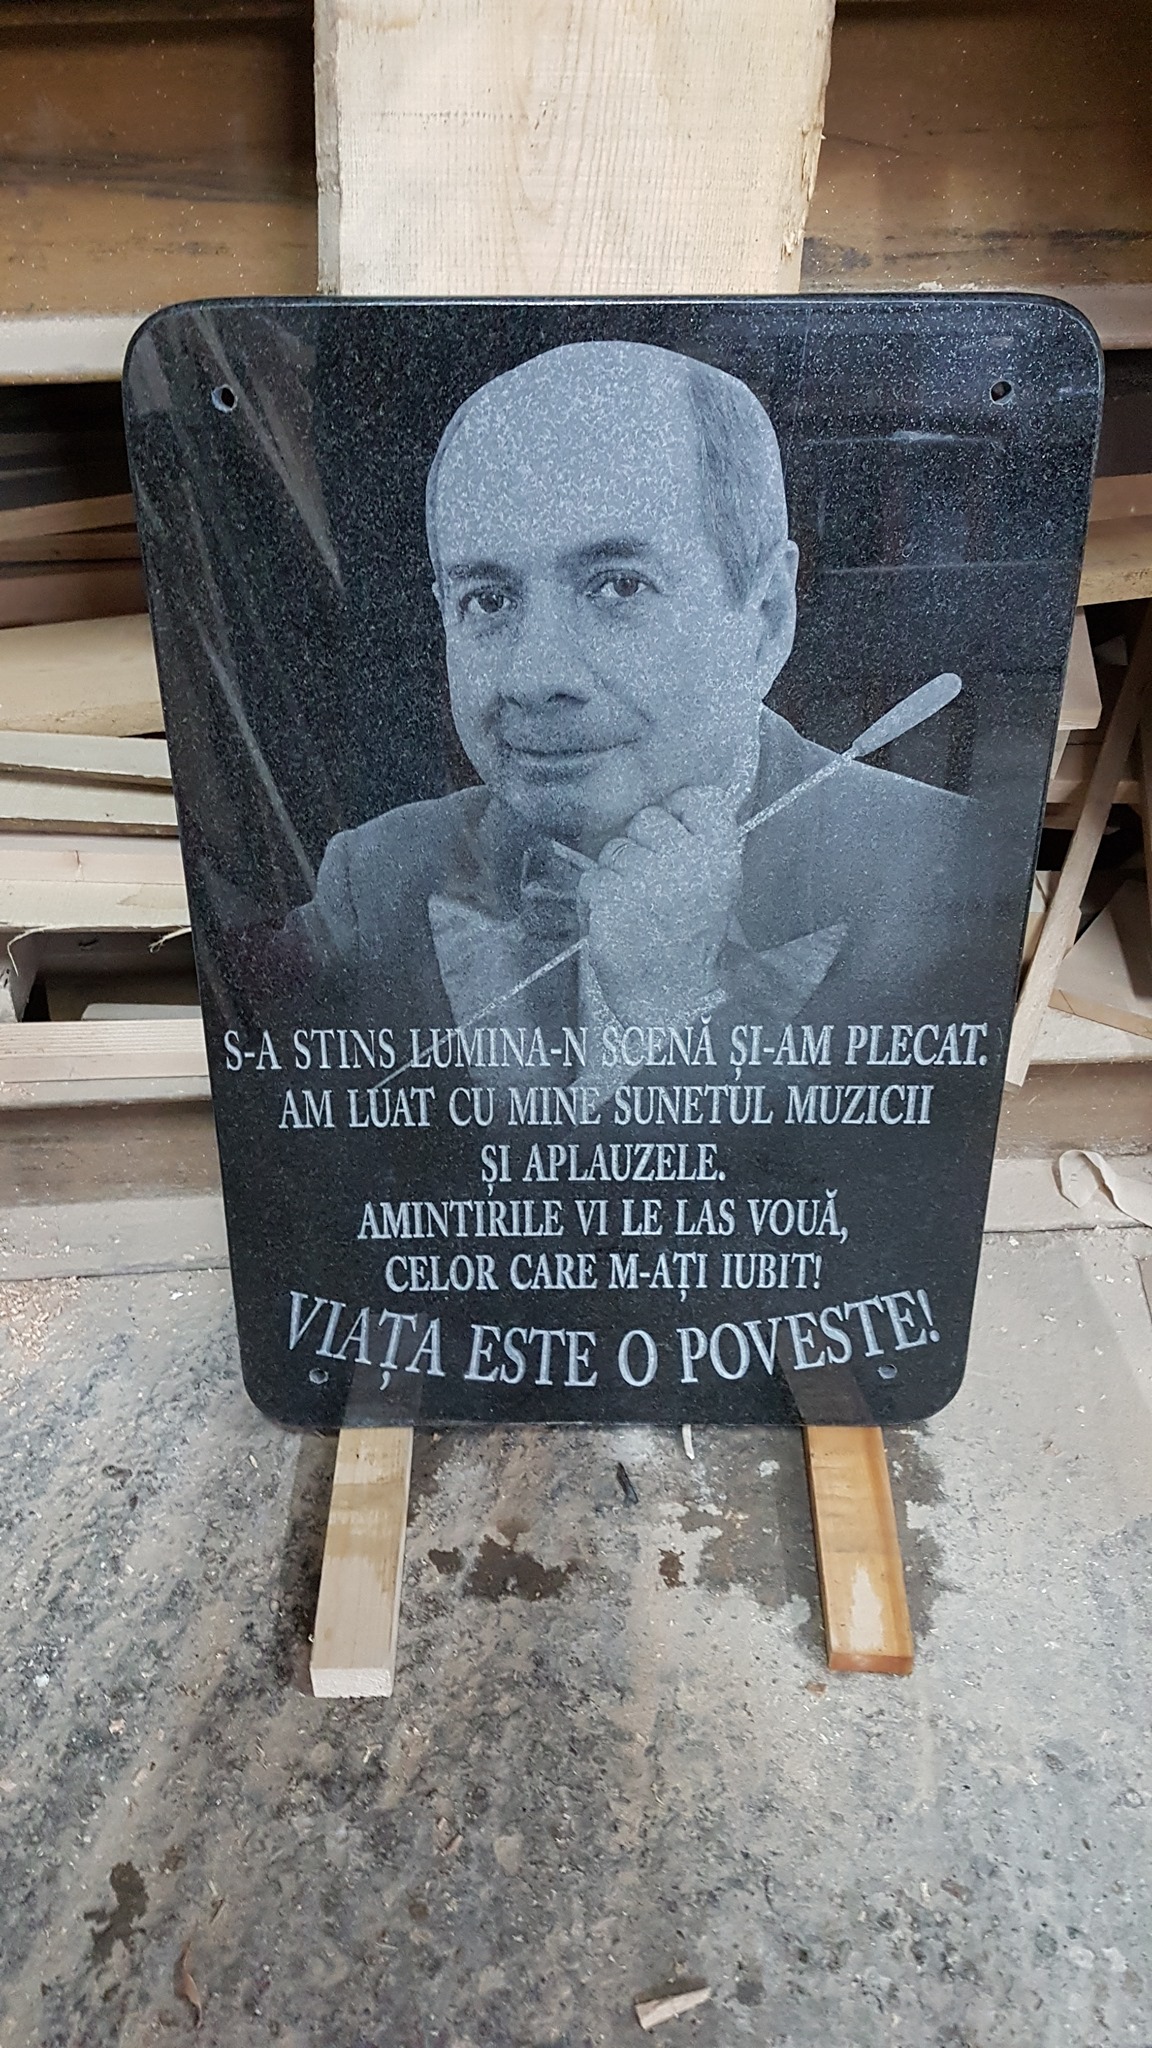 S-A STINS LUMINA-N SCENĂ ȘI-AM PLECAT.
AM LUAT CU MINE SUNETUL MUZICII
ȘI APLAUZELE.
AMINTIRILE VI LE LAS VOUĂ,
CELOR CARE M-AȚI IUBIT!
VIAȚA ESTE O POVESTE!